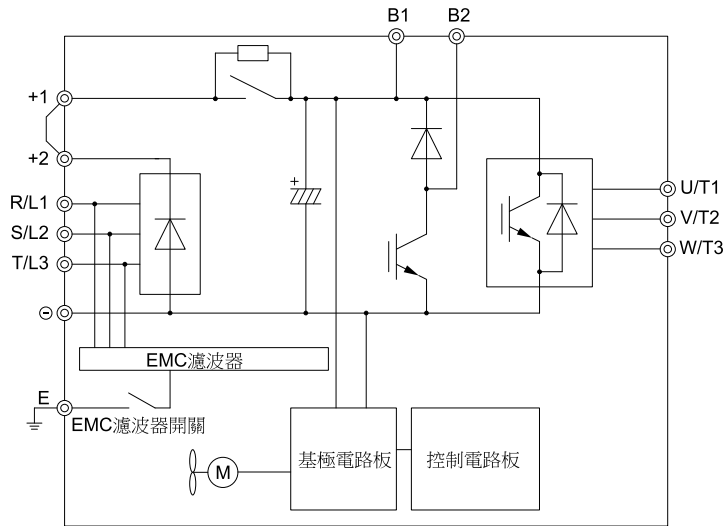 B1
B2
+1
+2
R/L1
S/L2
T/L3
⊖
+
U/T1
V/T2
W/T3
EMC濾波器
E
EMC濾波器開關
M
基極電路板
控制電路板